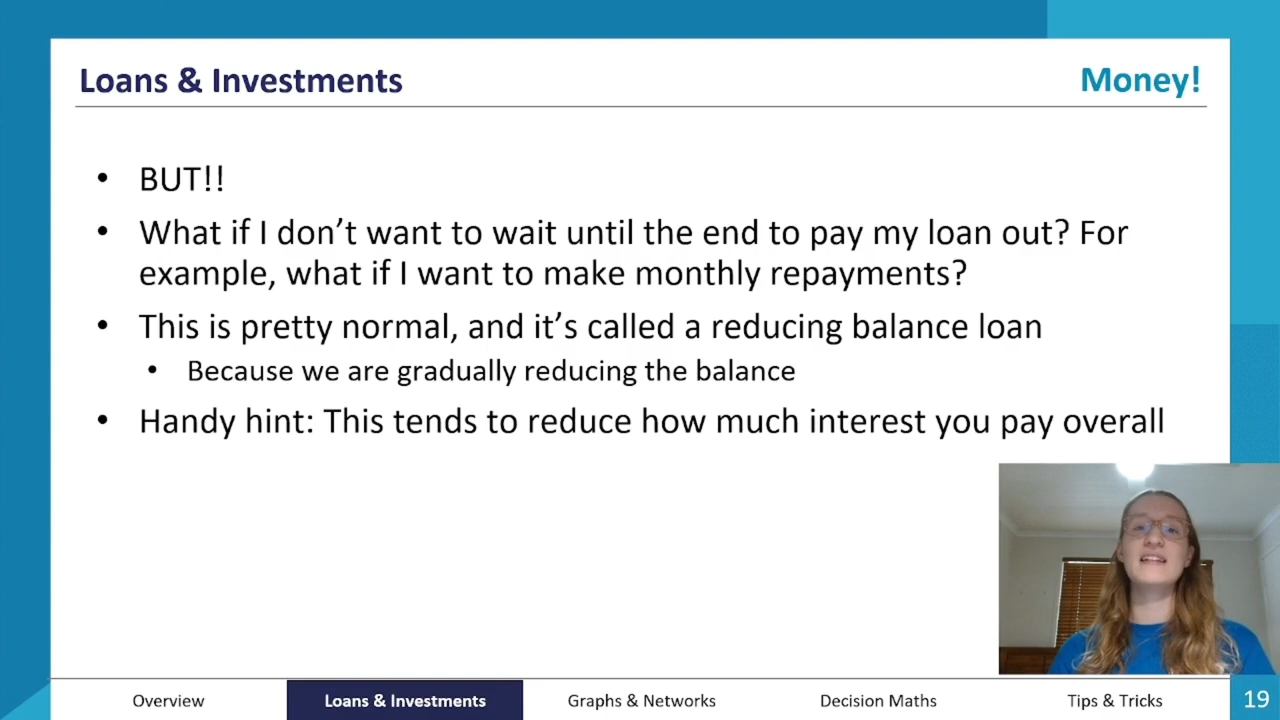 Loans & Investments
Money!
• BUT!!
• What if I don’t want to wait until the end to pay my loan out? For
example, what if I want to make monthly repayments?
• This is pretty normal, and it’s called a reducing balance loan
• Because we are gradually reducing the balance
• Handy hint: This tends to reduce how much interest you pay overall
Overview
Loans & Investments
Graphs & Networks
Decision Maths
Tips & Tricks
19